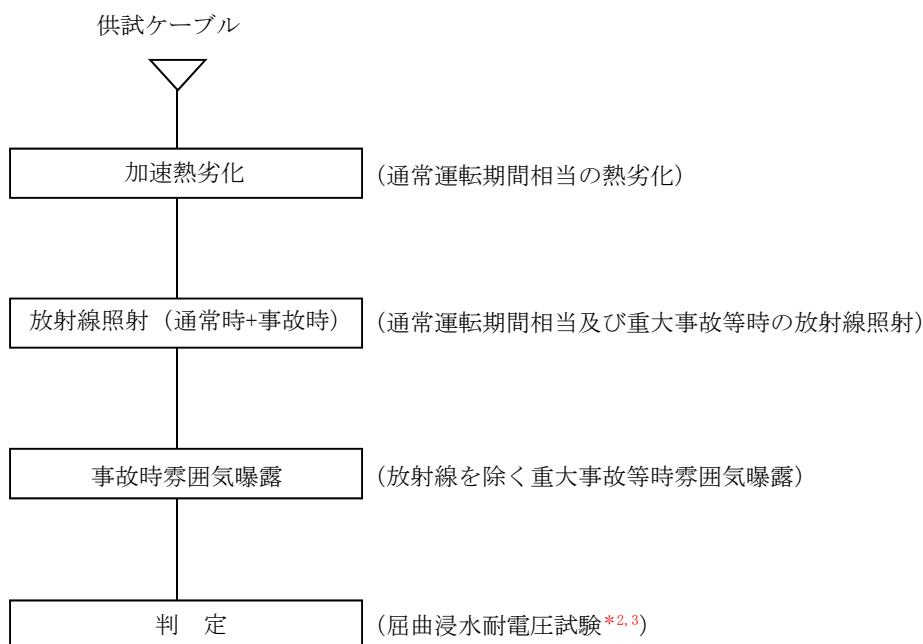 供試ケーブル
加速熱劣化 (通常運転期間相当の熱劣化)
放射線照射（通常時+事故時） (通常運転期間相当及び重大事故等時の放射線照射)
事故時雰囲気曝露 (放射線を除く重大事故等時雰囲気曝露)
判　定 (屈曲浸水耐電圧試験*2,3)